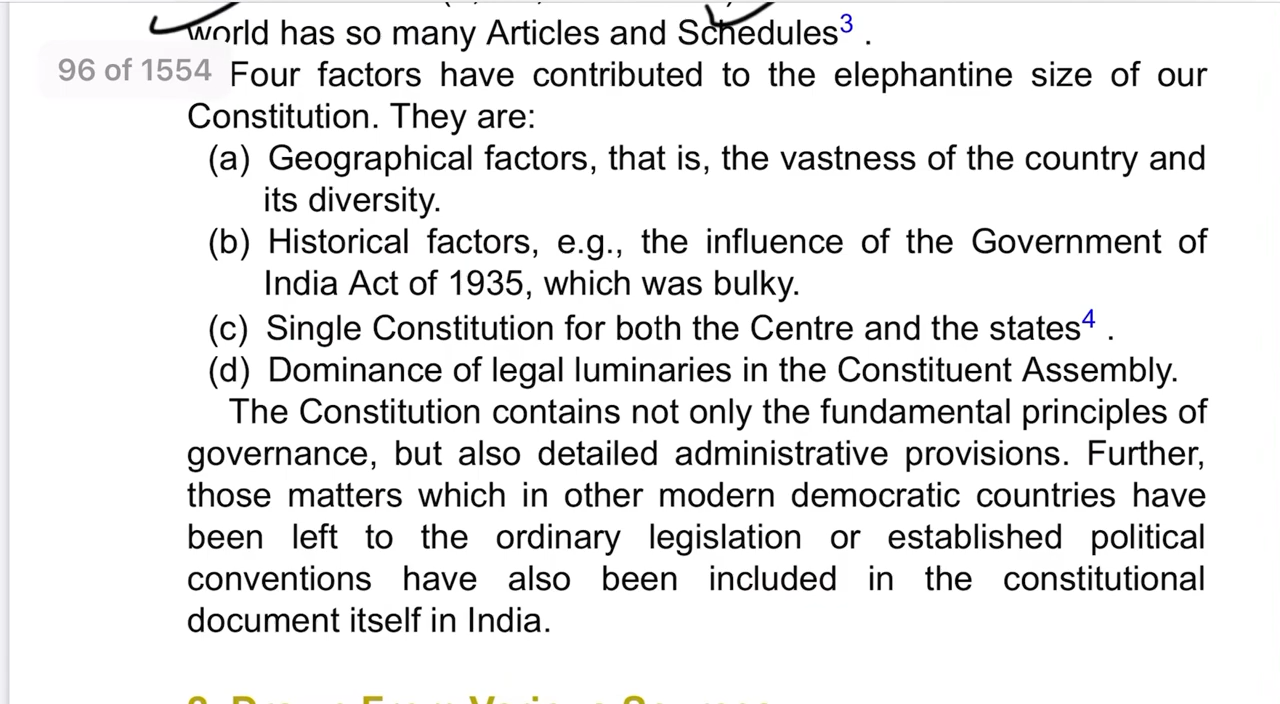 world has so many Articles and Schedules3 .
96 of 1554
Four factors have contributed to the elephantine size of our
Constitution. They are:
(a) Geographical factors, that is, the vastness of the country and
its diversity.
(b) Historical factors, e.g., the influence of the Government of
India Act of 1935, which was bulky.
(c) Single Constitution for both the Centre and the states4 .
(d) Dominance of legal luminaries in the Constituent Assembly.
The Constitution contains not only the fundamental principles of
governance, but also detailed administrative provisions. Further,
those matters which in other modern democratic countries have
been left to the ordinary legislation or established political
conventions have also been included in the constitutional
document itself in India.